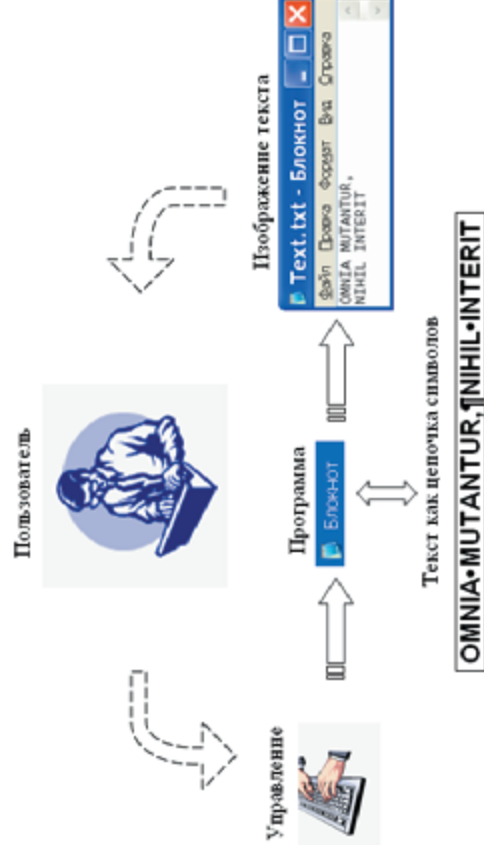 Пользователь
Управление
Программа
Блокнот
Изображение текста
Text.txt - Блокнот
Файл Правка Формат Вид Справка
OMNIA MUTANTUR,
NIHIL INTERIT
Текст как цепочка символов
OMNIA•MUTANTUR,¶NIHIL•INTERIT